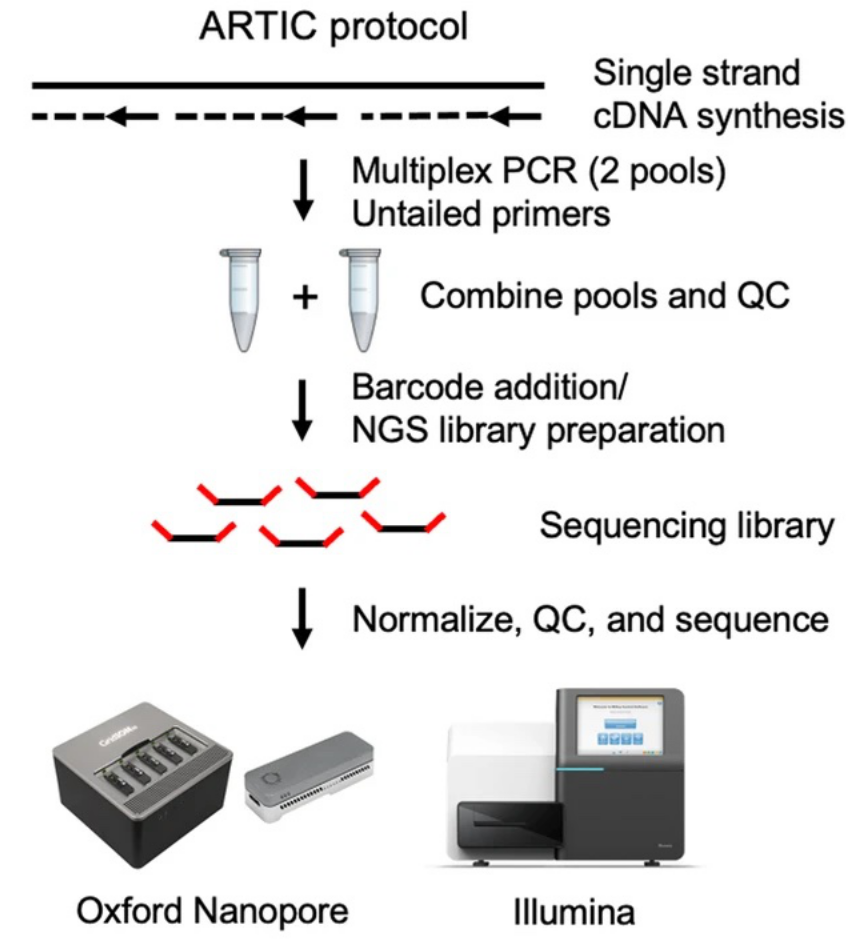 ARTIC protocol
Single strand
cDNA synthesis
Multiplex PCR (2 pools)
Untailed primers
+
Combine pools and QC
Barcode addition/
NGS library preparation
Sequencing library
Normalize, QC, and sequence
GridION
Oxford Nanopore
Illumina